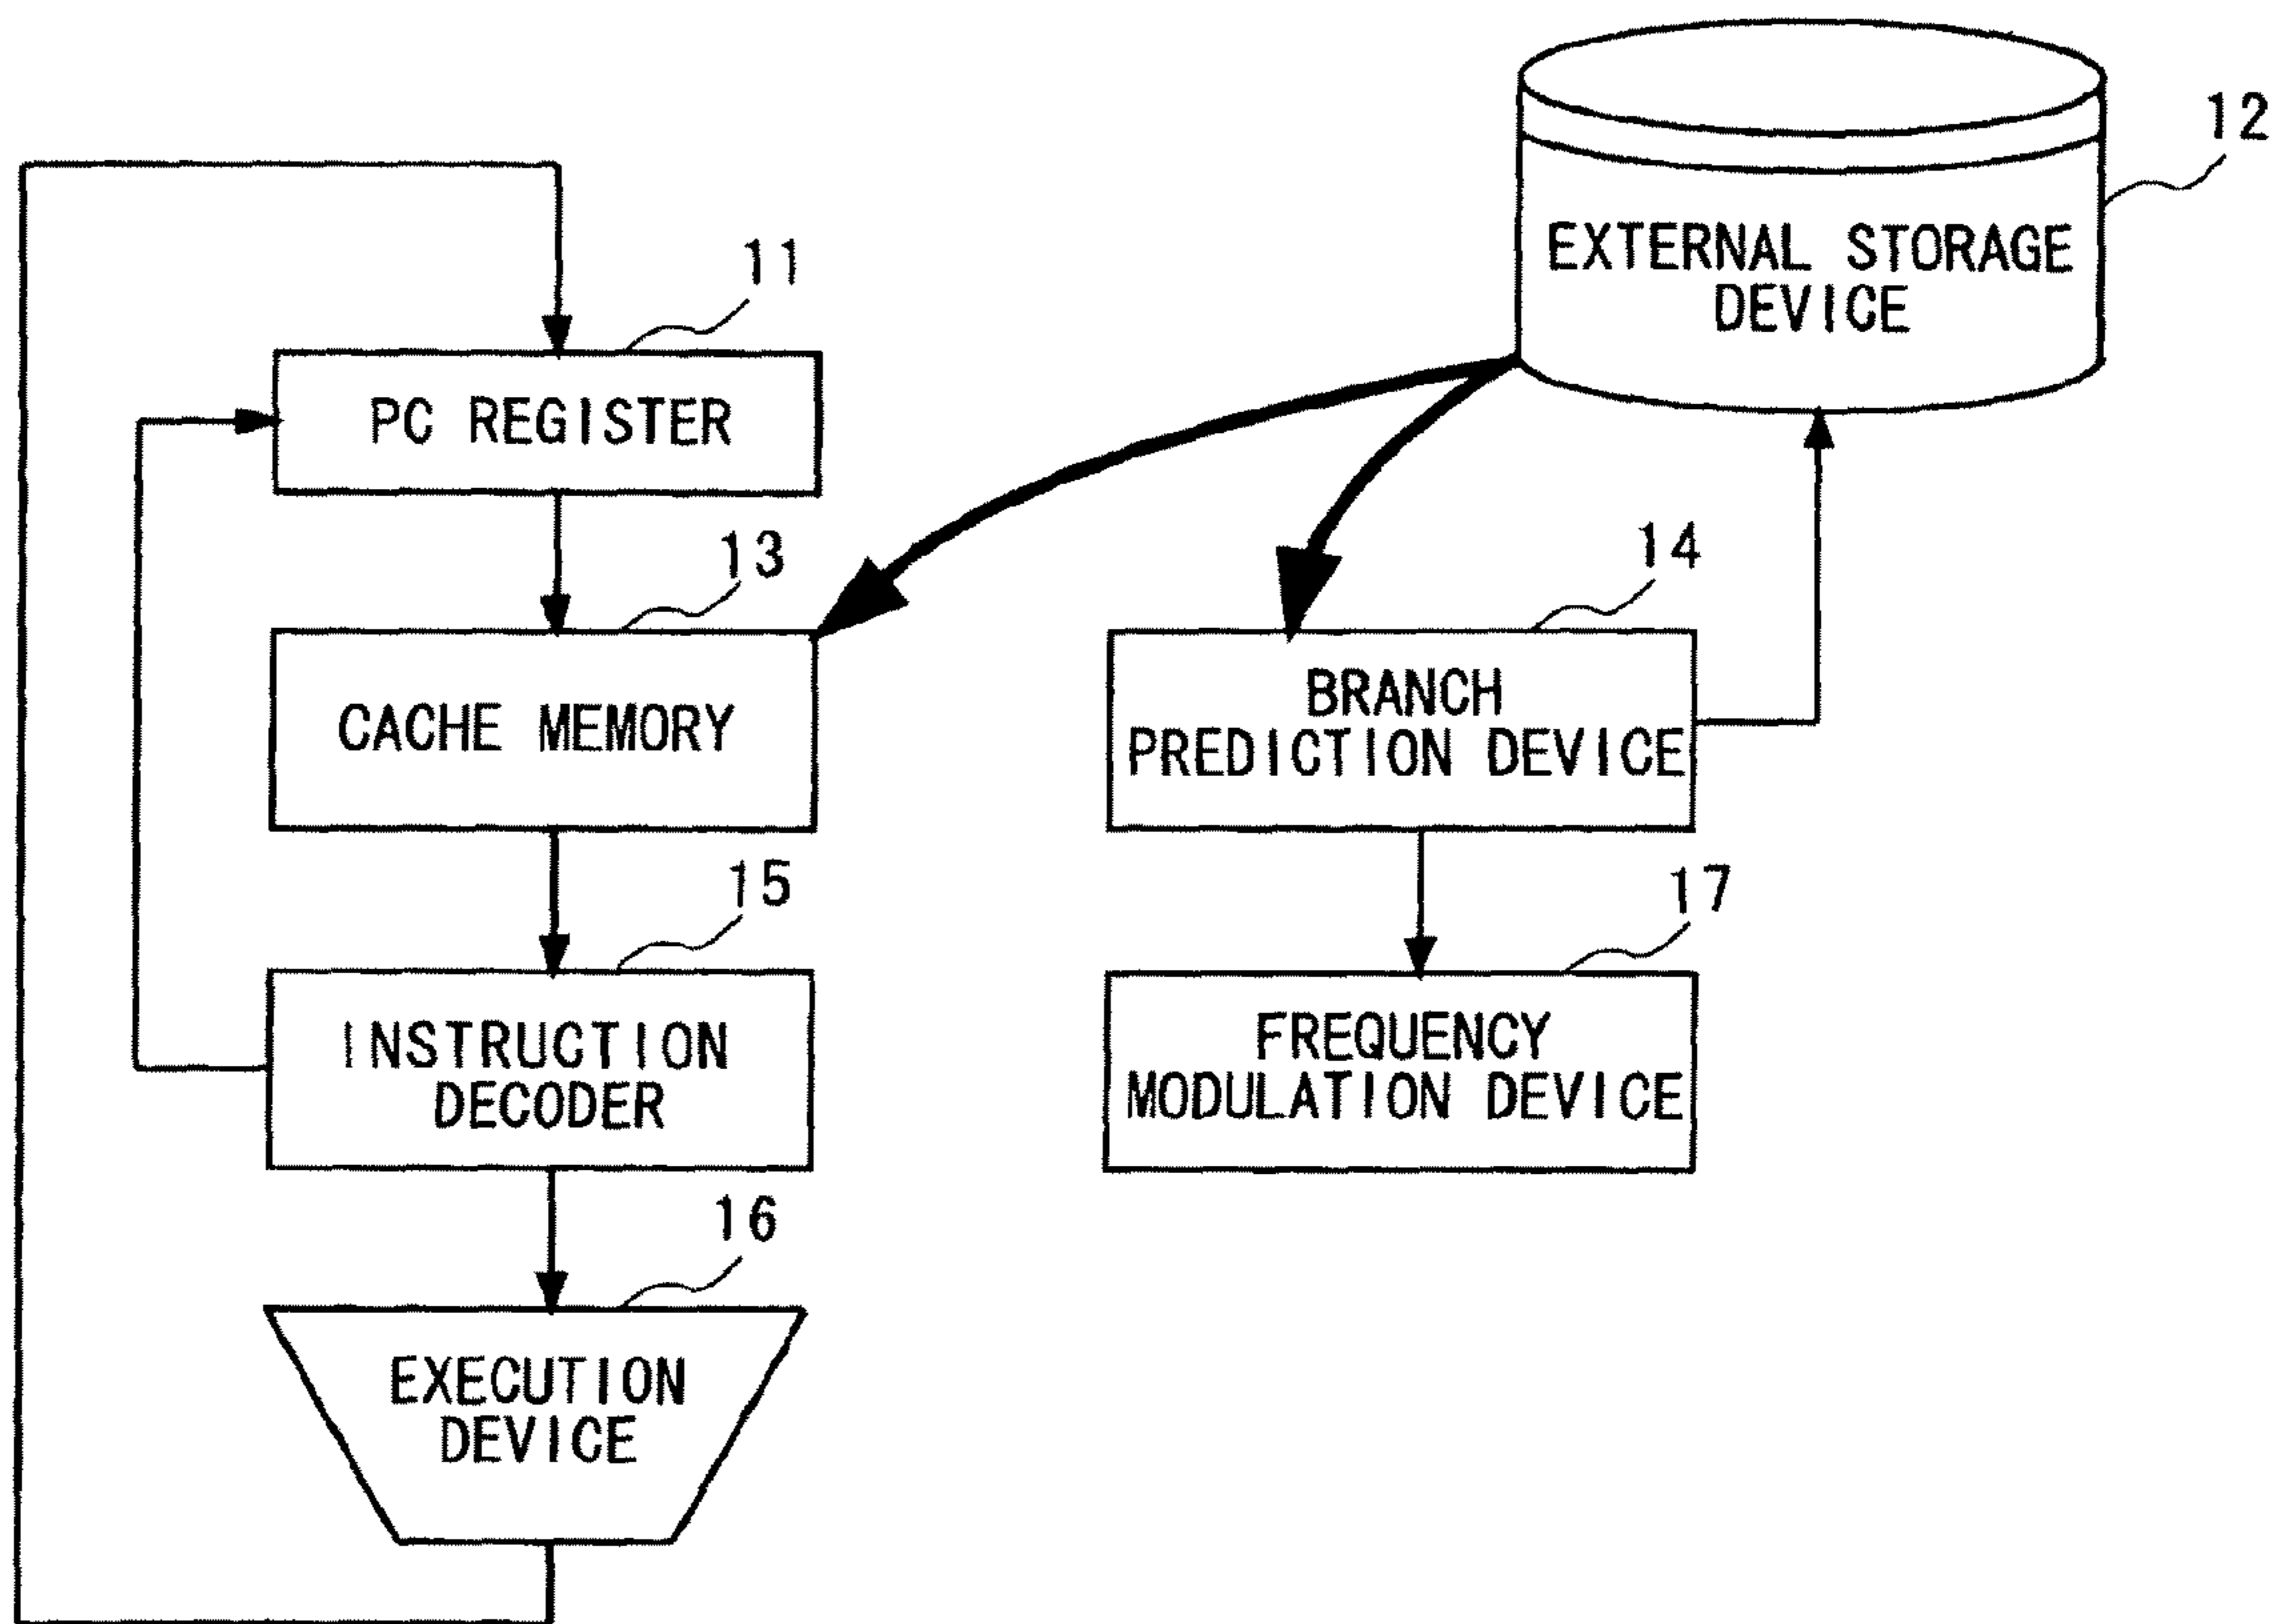 12
EXTERNAL STORAGE
DEVICE
11
PC REGISTER
13
CACHE MEMORY
14
BRANCH
PREDICTION DEVICE
15
INSTRUCTION
DECODER
17
FREQUENCY
MODULATION DEVICE
16
EXECUTION
DEVICE